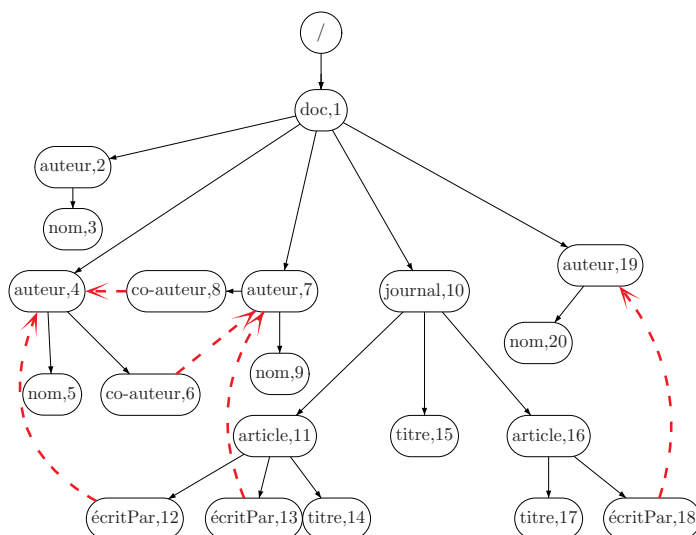 /
doc,1
auteur,2
nom,3
auteur,4
co-auteur,8
auteur,7
journal,10
auteur,19
nom,20
nom,9
nom,5
co-auteur,6
article,11
titre,15
article,16
écritPar,12
écritPar,13
titre,14
titre,17
écritPar,18